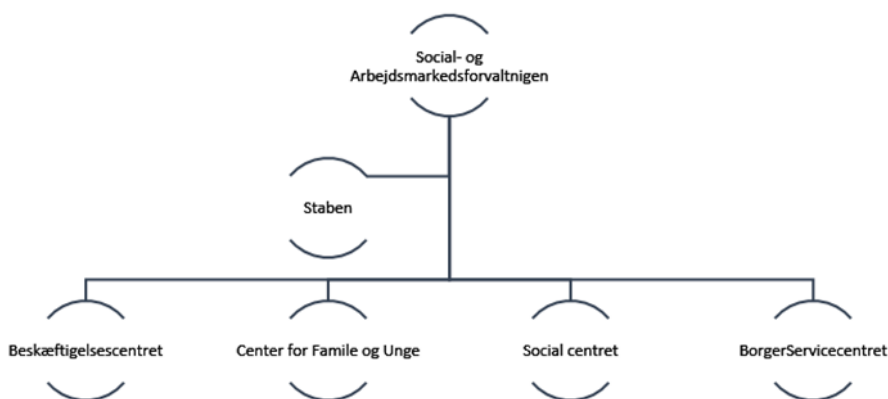 Social- og
Arbejdsmarkedsforvaltnigen
Staben
Beskæftigelsescentret
Center for Famile og Unge
Social centret
BorgerServicecentret